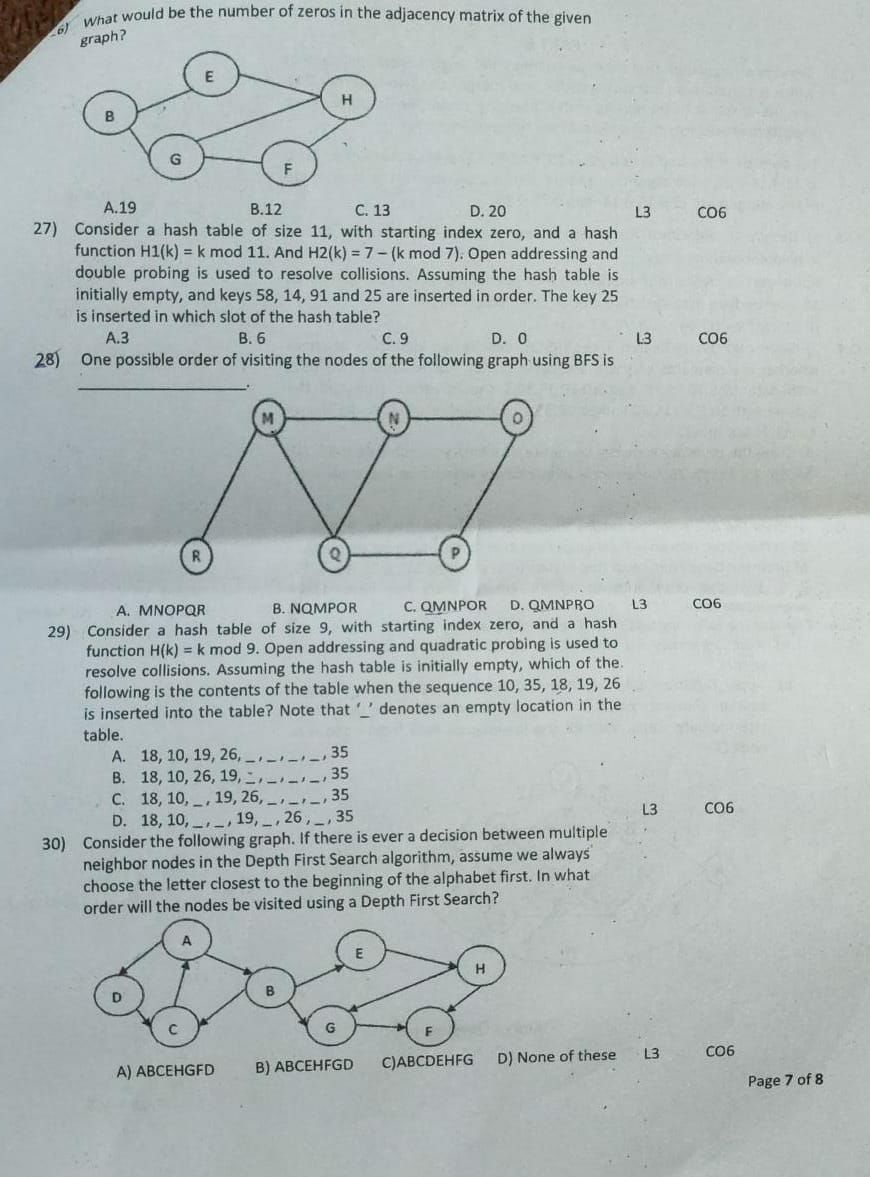 6) What would be the number of zeros in the adjacency matrix of the given
graph?
E
H
B
G
F
A.19 B.12 C. 13 D. 20 L3 CO6
27) Consider a hash table of size 11, with starting index zero, and a hash
function H1(k) = k mod 11. And H2(k) = 7 – (k mod 7). Open addressing and
double probing is used to resolve collisions. Assuming the hash table is
initially empty, and keys 58, 14, 91 and 25 are inserted in order. The key 25
is inserted in which slot of the hash table?
A.3 B. 6 C. 9 D. 0 L3 CO6
28) One possible order of visiting the nodes of the following graph using BFS is
____________________.
M N O
R Q P
A. MNOPQR B. NQMPOR C. QMNPOR D. QMNPRO L3 CO6
29) Consider a hash table of size 9, with starting index zero, and a hash
function H(k) = k mod 9. Open addressing and quadratic probing is used to
resolve collisions. Assuming the hash table is initially empty, which of the
following is the contents of the table when the sequence 10, 35, 18, 19, 26
is inserted into the table? Note that ‘_’ denotes an empty location in the
table.
A. 18, 10, 19, 26, _, _, _, _, 35
B. 18, 10, 26, 19, _, _, _, _, 35
C. 18, 10, _, 19, 26, _, _, _, 35
D. 18, 10, _, _, 19, _, 26, _, 35 L3 CO6
30) Consider the following graph. If there is ever a decision between multiple
neighbor nodes in the Depth First Search algorithm, assume we always
choose the letter closest to the beginning of the alphabet first. In what
order will the nodes be visited using a Depth First Search?
A
E
H
B
D
C
G
F
A) ABCEHGFD B) ABCEHFGD C)ABCDEHFG D) None of these L3 CO6
Page 7 of 8